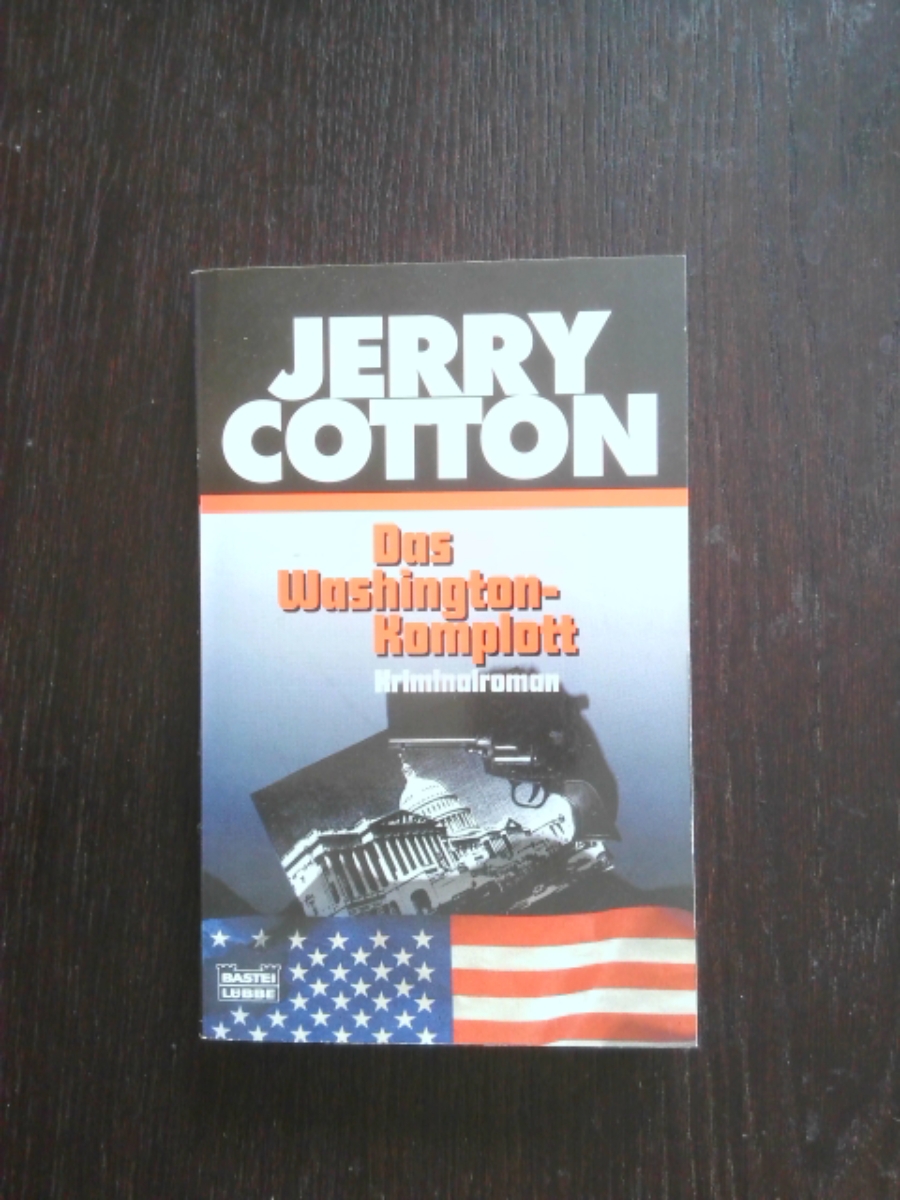 JERRY
COTTON
Das
Washington-
Komplott
Kriminalroman
BASTEI
LÜBBE